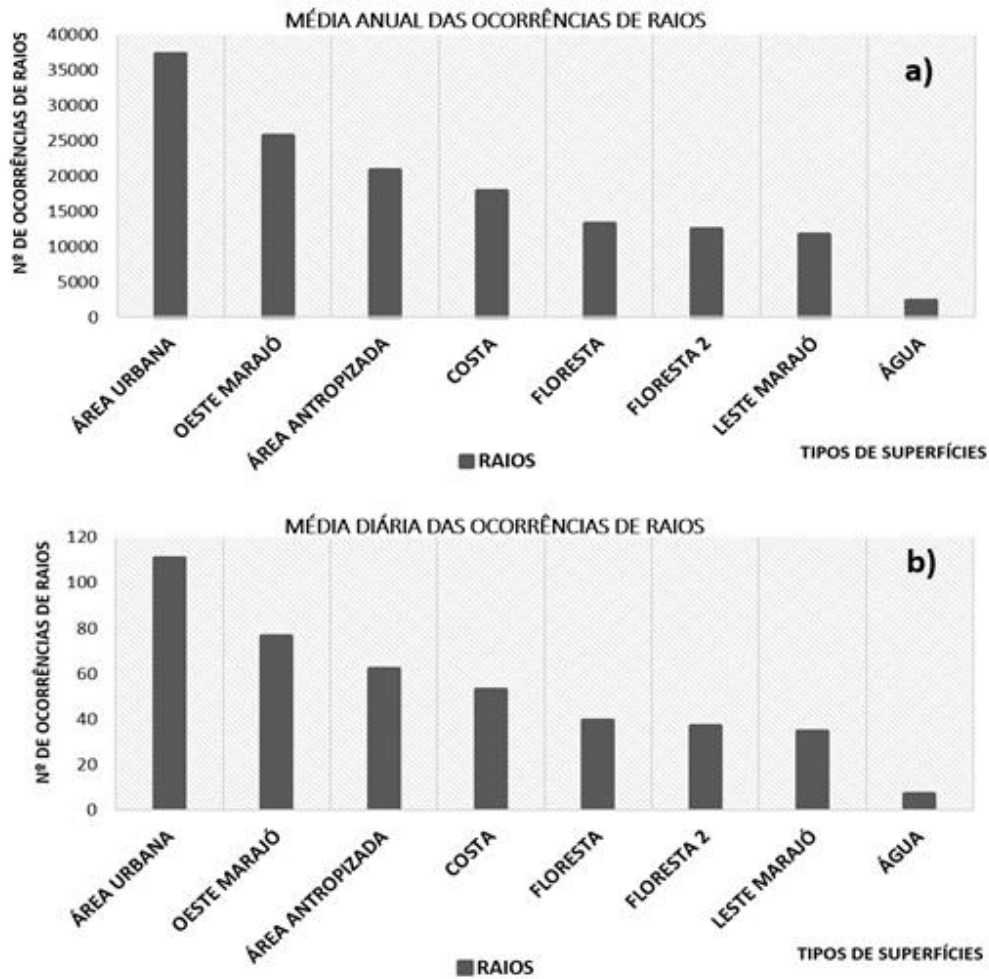 MÉDIA ANUAL DAS OCORRÊNCIAS DE RAIOS
a)
Nº DE OCORRÊNCIAS DE RAIOS
40000
35000
30000
25000
20000
15000
10000
5000
0
ÁREA URBANA
OESTE MARAJÓ
ÁREA ANTROPIZADA
COSTA
FLORESTA
FLORESTA 2
LESTE MARAJÓ
ÀGUA
RAIOS
TIPOS DE SUPERFÍCIES
MÉDIA DIÁRIA DAS OCORRÊNCIAS DE RAIOS
b)
Nº DE OCORRÊNCIAS DE RAIOS
120
100
80
60
40
20
0
ÁREA URBANA
OESTE MARAJÓ
ÁREA ANTROPIZADA
COSTA
FLORESTA
FLORESTA 2
LESTE MARAJÓ
ÀGUA
RAIOS
TIPOS DE SUPERFÍCIES